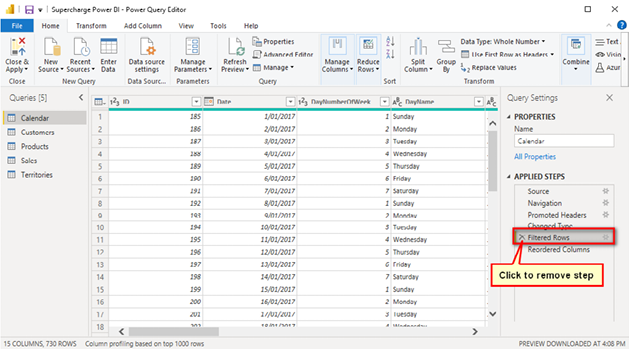 Supercharge Power BI - Power Query Editor
File Home Transform Add Column View Tools Help
Close & Apply
New Source
Recent Sources
Enter Data
Data source settings
Manage Parameters
Refresh Preview
Properties
Advanced Editor
Manage
Manage Columns
Reduce Rows
Split Column
Group By
Data Type: Whole Number
Use First Row as Headers
Replace Values
Combine
Text
Visio
Azur
Close
New Query
Data Sources
Parameters
Query
Sort
Transform
Queries [5]
Calendar
Customers
Products
Sales
Territories
ID Date DayNumberOfWeek DayName
1 185 1/01/2017 1 Sunday
2 186 2/01/2017 2 Monday
3 187 3/01/2017 3 Tuesday
4 188 4/01/2017 4 Wednesday
5 189 5/01/2017 5 Thursday
6 190 6/01/2017 6 Friday
7 191 7/01/2017 7 Saturday
8 192 8/01/2017 1 Sunday
9 193 9/01/2017 2 Monday
10 194 10/01/2017 3 Tuesday
11 195 11/01/2017 4 Wednesday
12 196 12/01/2017 5 Thursday
13 197 13/01/2017 6 Friday
14 198 14/01/2017 7 Saturday
15 199 15/01/2017 1 Sunday
16 200 16/01/2017 2 Monday
17 201 17/01/2017 3 Tuesday
18 202 18/01/2017 4 Wednesday
Query Settings
PROPERTIES
Name
Calendar
All Properties
APPLIED STEPS
Source
Navigation
Promoted Headers
Changed Type
Filtered Rows
Reordered Columns
Click to remove step
15 COLUMNS, 730 ROWS Column profiling based on top 1000 rows PREVIEW DOWNLOADED AT 4:08 PM